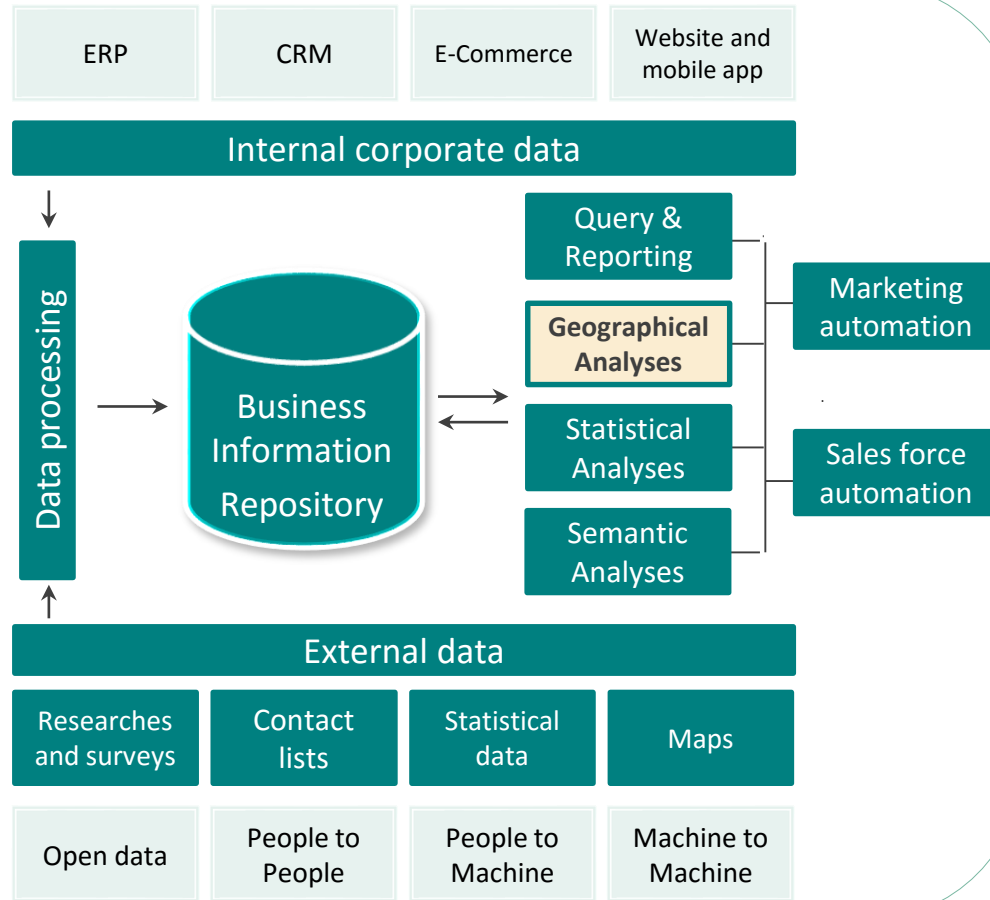 ERP
CRM
E-Commerce
Website and
mobile app
Internal corporate data
Data processing
Business
Information
Repository
Query &
Reporting
Geographical
Analyses
Statistical
Analyses
Semantic
Analyses
Marketing
automation
Sales force
automation
External data
Researches
and surveys
Contact
lists
Statistical
data
Maps
Open data
People to
People
People to
Machine
Machine to
Machine